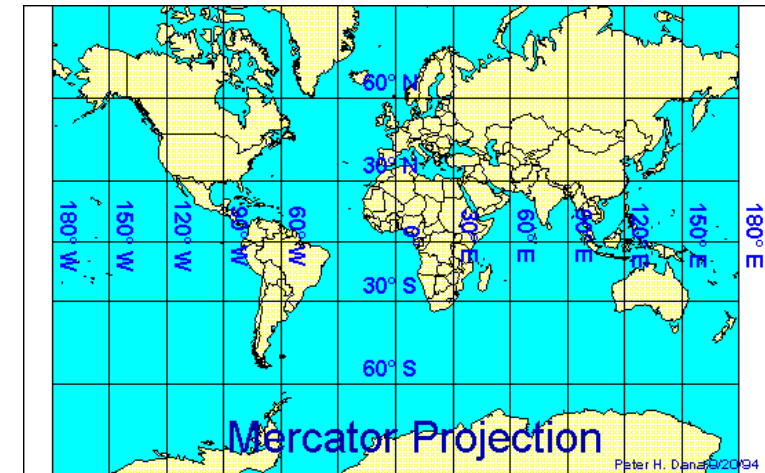 60° N
30° N
180° W
150° W
120° W
90° W
60° W
0°
30° E
60° E
90° E
120° E
150° E
180° E
30° S
60° S
Mercator Projection
Peter H. Dana 9/20/94